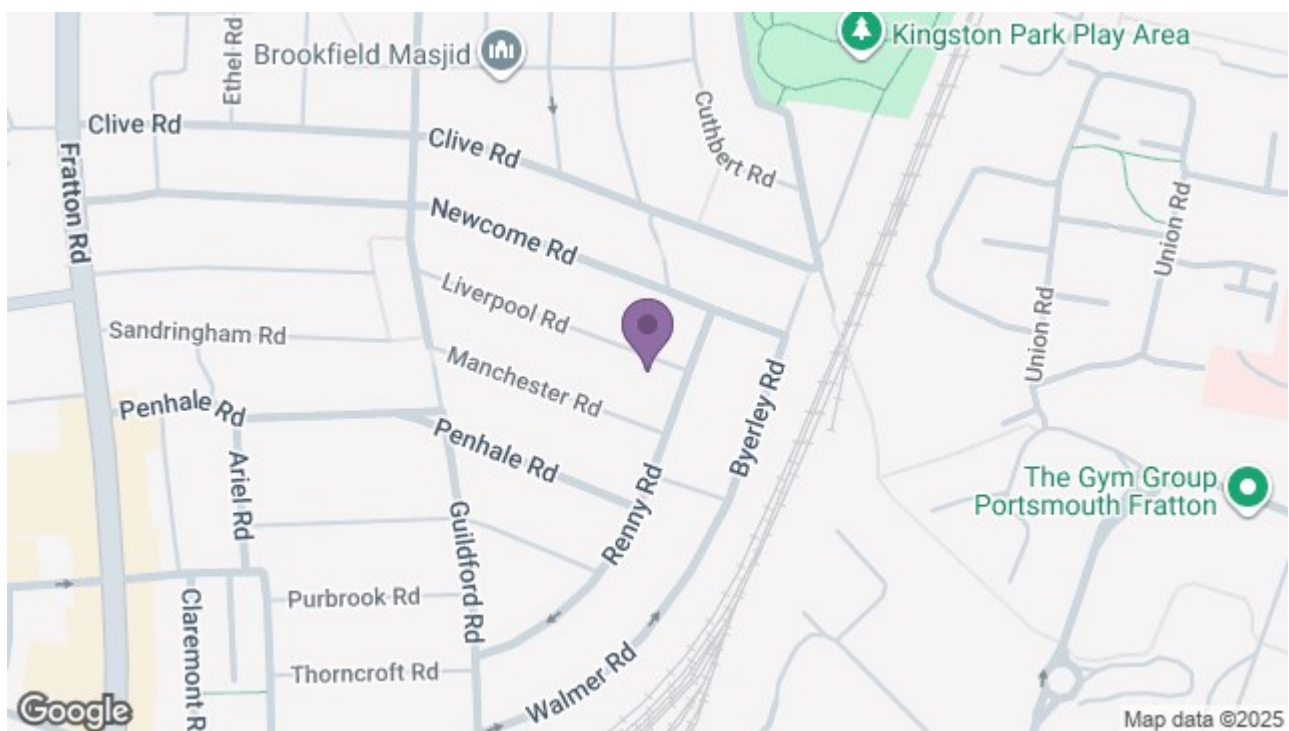 Kingston Park Play Area
Ethel Rd
Brookfield Masjid
Cuthbert Rd
Clive Rd
Clive Rd
Fratton Rd
Newcome Rd
Union Rd
Union Rd
Liverpool Rd
Sandringham Rd
Manchester Rd
Byerley Rd
Penhale Rd
Penhale Rd
Ariel Rd
The Gym Group
Portsmouth Fratton
Renny Rd
Guildford Rd
Purbrook Rd
Claremont R
Thorncroft Rd
Walmer Rd
Google
Map data ©2025